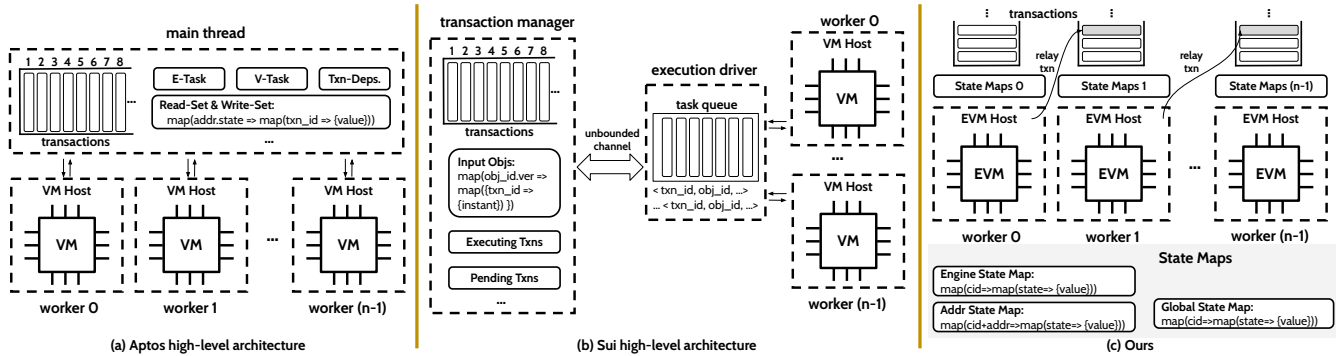 main thread
1 2 3 4 5 6 7 8
...
transactions
E-Task
V-Task
Txn-Deps.
Read-Set & Write-Set:
map(addr.state => map(txn_id => {value}))
...
VM Host
VM
worker 0
VM Host
VM
worker 1
...
VM Host
VM
worker (n-1)
(a) Aptos high-level architecture
transaction manager
1 2 3 4 5 6 7 8
...
transactions
Input Objs:
map(obj_id.ver =>
map({txn_id =>
{instant}) })
Executing Txns
Pending Txns
...
unbounded
channel
execution driver
task queue
< txn_id, obj_id, ...>
... < txn_id, obj_id, ...>
worker 0
VM Host
VM
...
VM Host
VM
worker (n-1)
(b) Sui high-level architecture
transactions
...
...
...
relay
txn
relay
txn
State Maps 0
State Maps 1
State Maps (n-1)
EVM Host
EVM
worker 0
EVM Host
EVM
worker 1
...
EVM Host
EVM
worker (n-1)
State Maps
Engine State Map:
map(cid=>map(state=> {value}))
Addr State Map:
map(cid+addr=>map(state=> {value}))
Global State Map:
map(cid=>map(state=> {value}))
(c) Ours